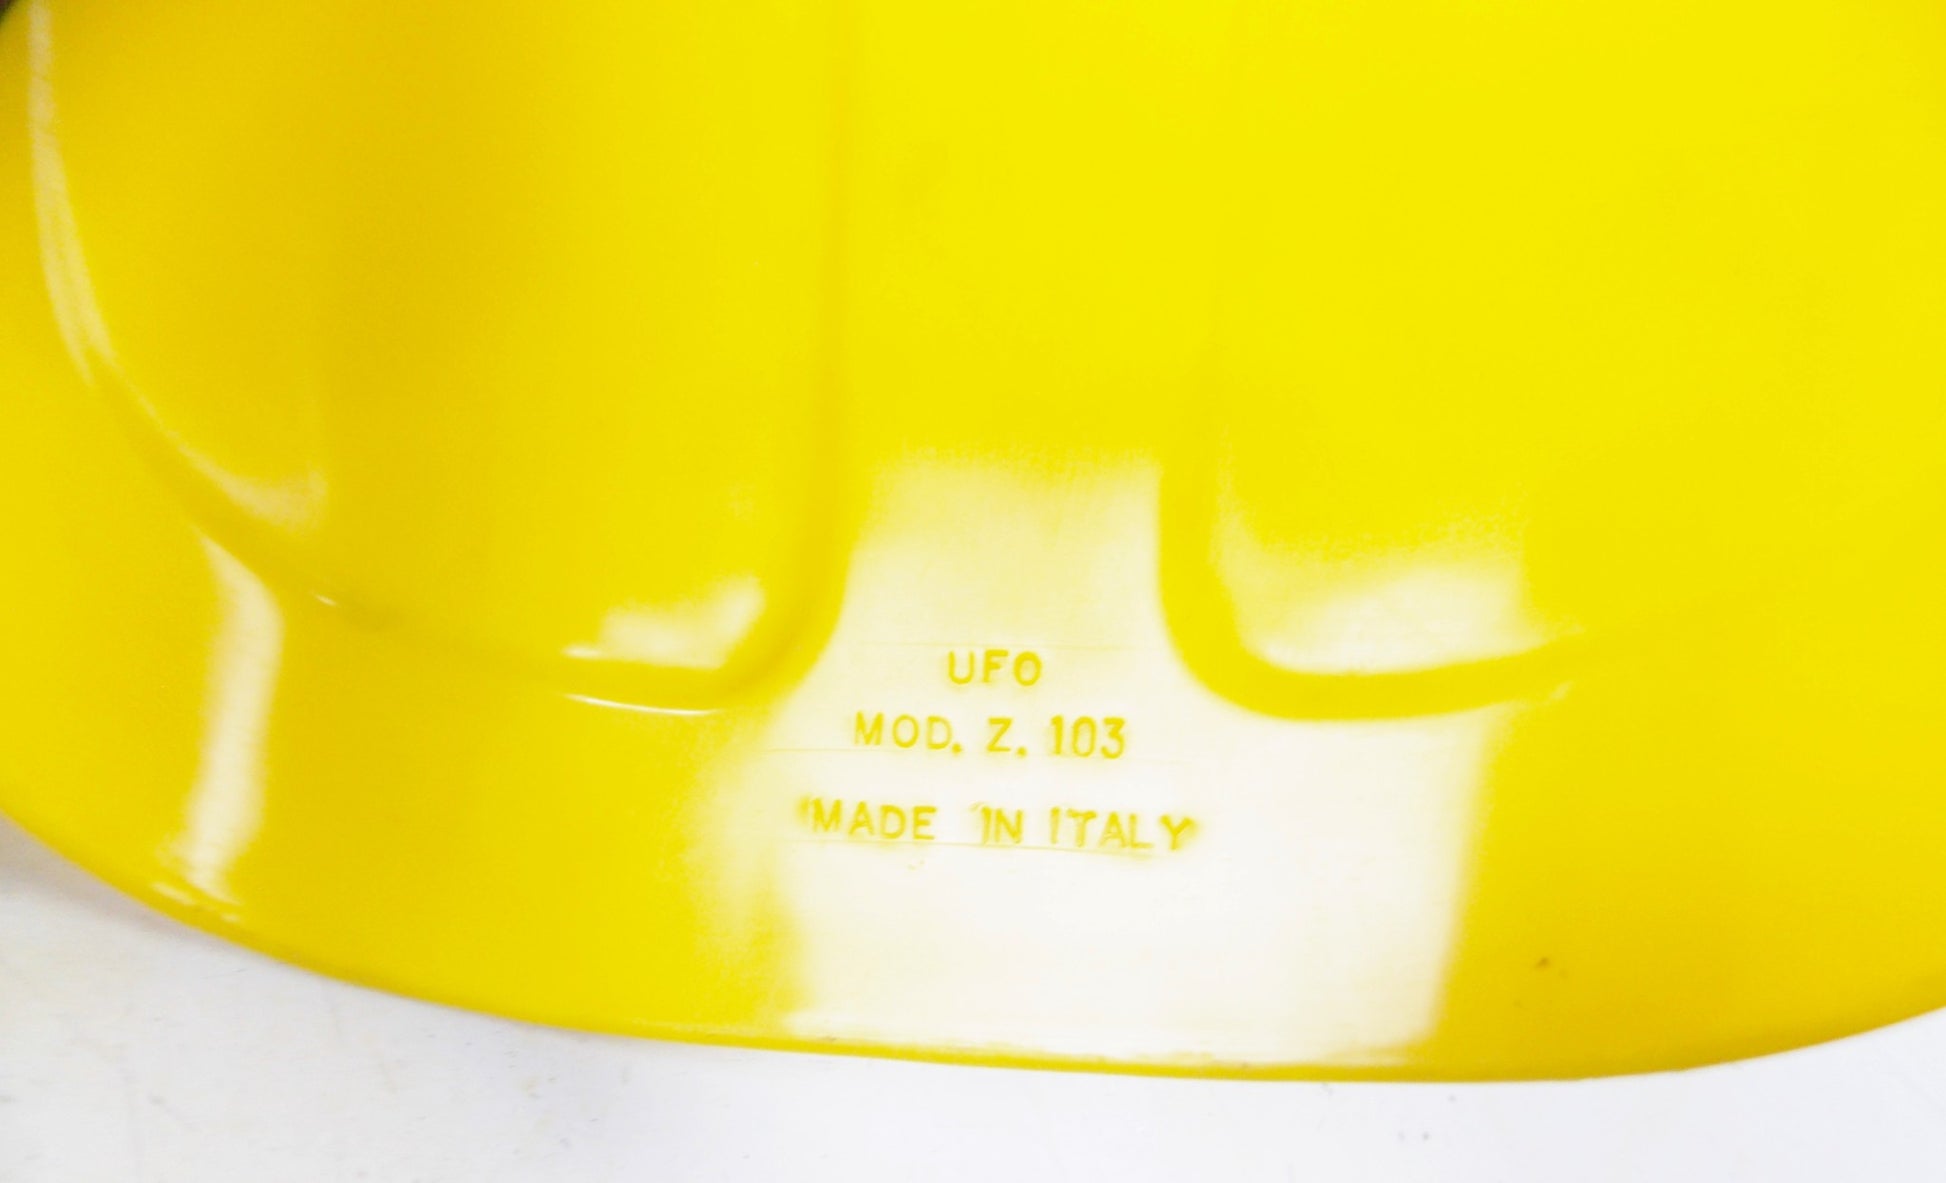 UFO
MOD. Z. 103
MADE IN ITALY